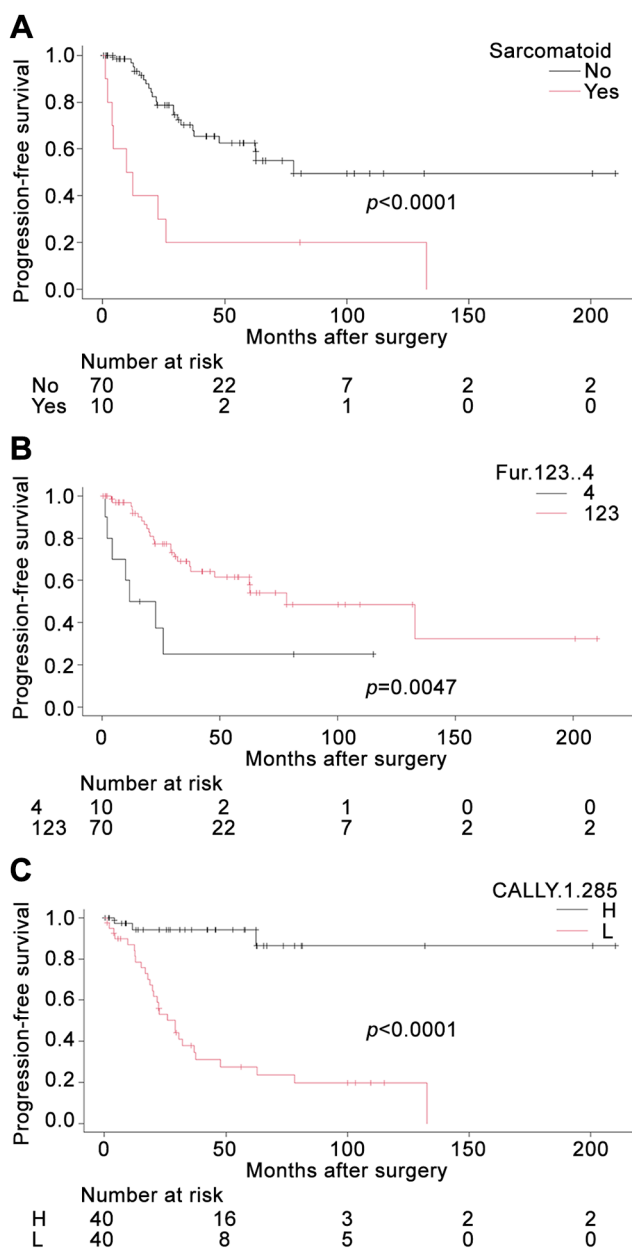 A
Sarcomatoid
No
Yes
Progression-free survival
1.0
0.8
0.6
0.4
0.2
0.0
p<0.0001
0 50 100 150 200
Months after surgery
Number at risk
No 70 22 7 2 2
Yes 10 2 1 0 0
B
Fur.123..4
4
123
Progression-free survival
1.0
0.8
0.6
0.4
0.2
0.0
p=0.0047
0 50 100 150 200
Months after surgery
Number at risk
4 10 2 1 0 0
123 70 22 7 2 2
C
CALLY.1.285
H
L
Progression-free survival
1.0
0.8
0.6
0.4
0.2
0.0
p<0.0001
0 50 100 150 200
Months after surgery
Number at risk
H 40 16 3 2 2
L 40 8 5 0 0